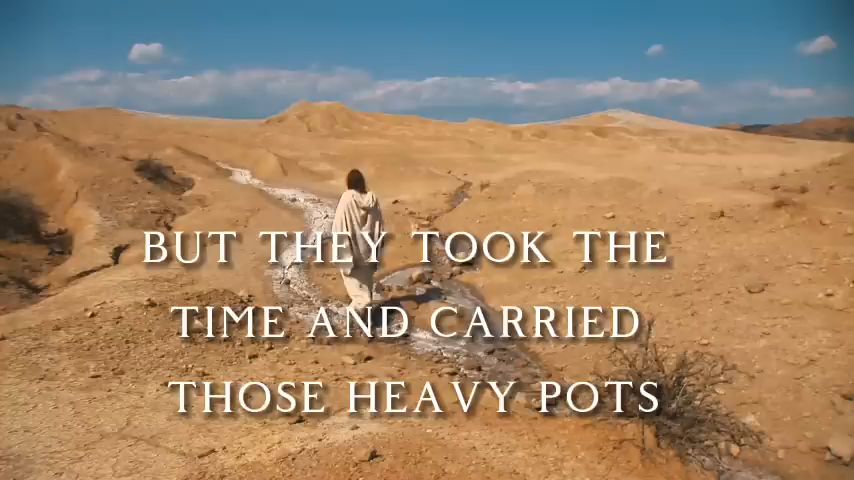 BUT THEY TOOK THE
TIME AND CARRIED
THOSE HEAVY POTS